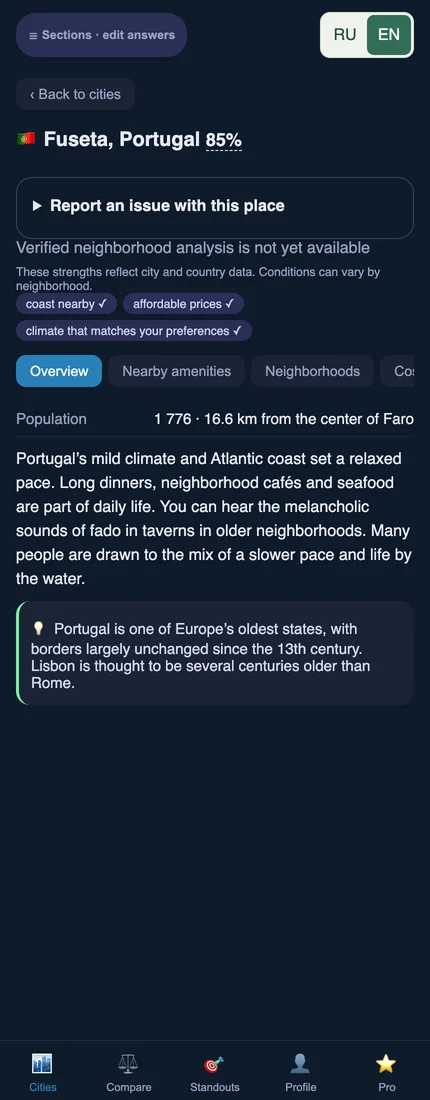 ≡ Sections · edit answers
RU EN
‹ Back to cities
Fuseta, Portugal 85%
▶ Report an issue with this place
Verified neighborhood analysis is not yet available
These strengths reflect city and country data. Conditions can vary by
neighborhood.
coast nearby ✓ affordable prices ✓
climate that matches your preferences ✓
Overview Nearby amenities Neighborhoods Cos
Population 1 776 · 16.6 km from the center of Faro
Portugal’s mild climate and Atlantic coast set a relaxed
pace. Long dinners, neighborhood cafés and seafood
are part of daily life. You can hear the melancholic
sounds of fado in taverns in older neighborhoods. Many
people are drawn to the mix of a slower pace and life by
the water.
Portugal is one of Europe’s oldest states, with
borders largely unchanged since the 13th century.
Lisbon is thought to be several centuries older than
Rome.
Cities Compare Standouts Profile Pro